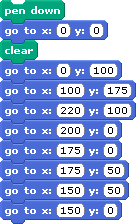 pen down
go to x: 0 y: 0
clear
go to x: 0 y: 100
go to x: 100 y: 175
go to x: 220 y: 100
go to x: 200 y: 0
go to x: 175 y: 0
go to x: 175 y: 50
go to x: 150 y: 50
go to x: 150 y: 0